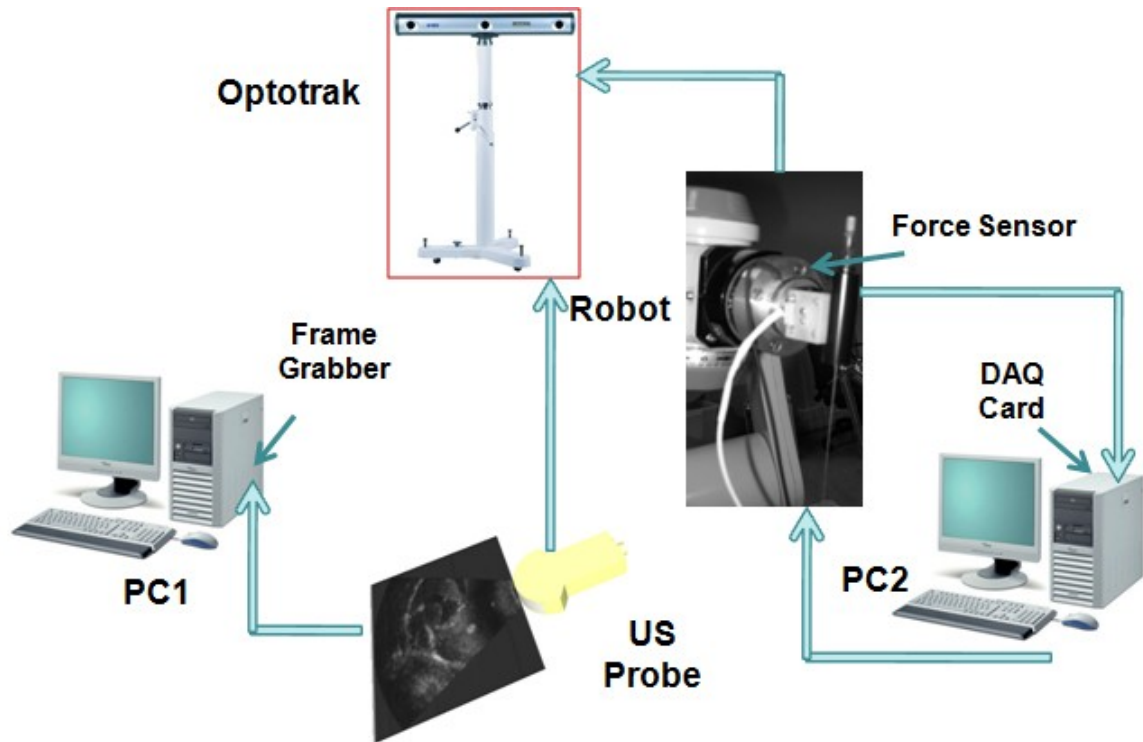 Optotrak
Force Sensor
Robot
Frame
Grabber
DAQ
Card
PC1
PC2
US
Probe